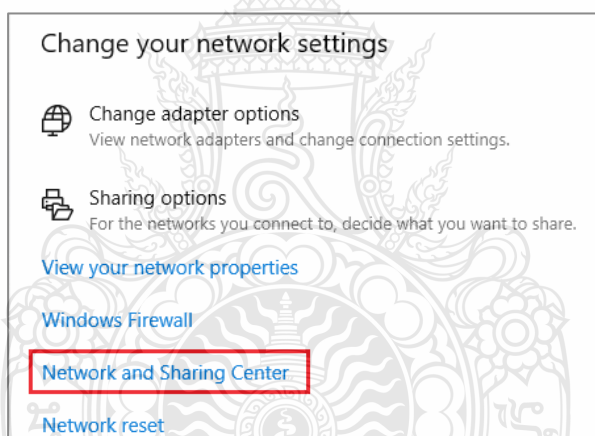 Change your network settings
Change adapter options
View network adapters and change connection settings.
Sharing options
For the networks you connect to, decide what you want to share.
View your network properties
Windows Firewall
Network and Sharing Center
Network reset